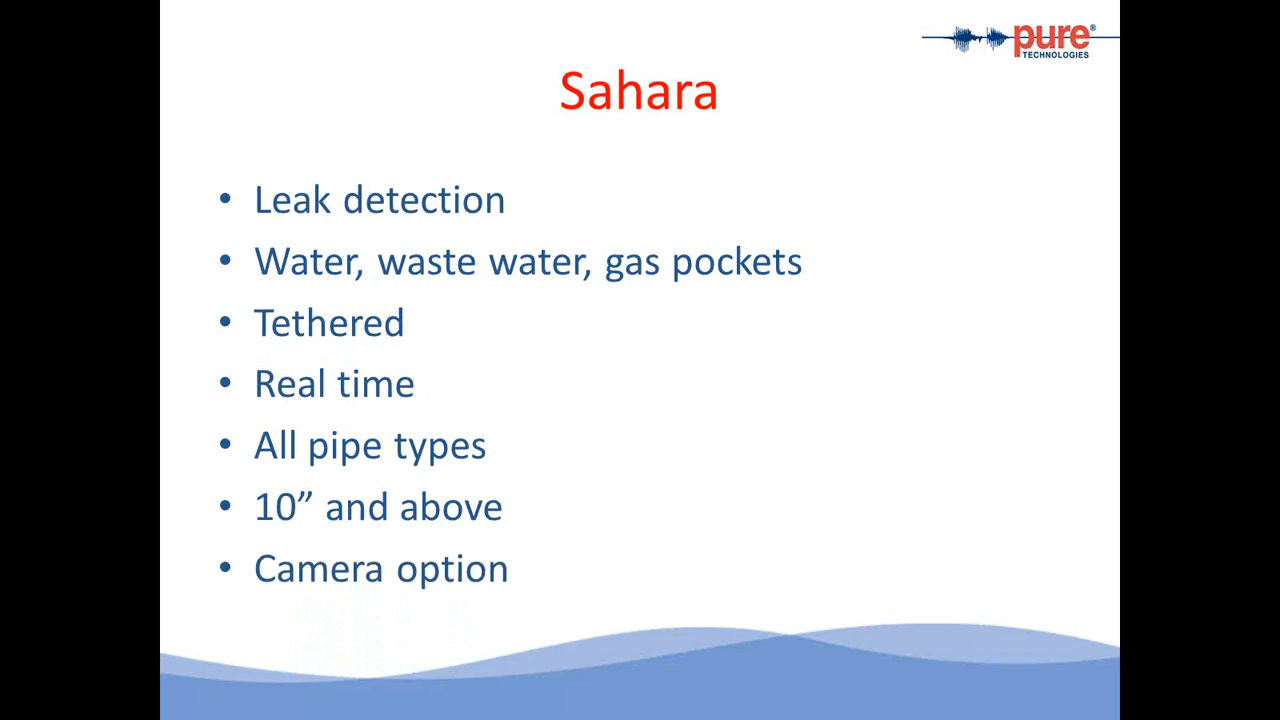 pure®
TECHNOLOGIES
Sahara
• Leak detection
• Water, waste water, gas pockets
• Tethered
• Real time
• All pipe types
• 10” and above
• Camera option